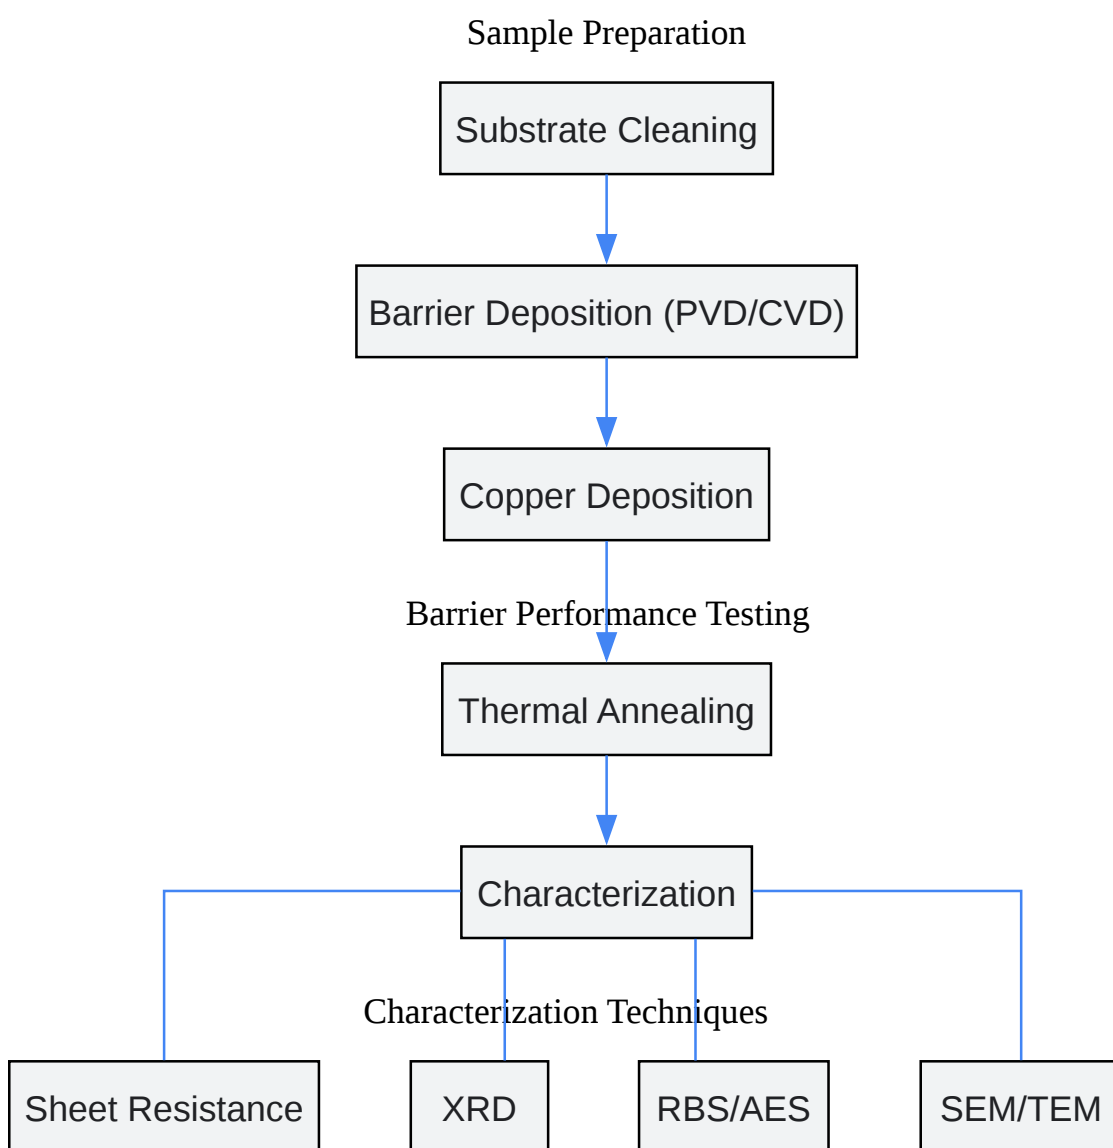 Sample Preparation
Substrate Cleaning
Barrier Deposition (PVD/CVD)
Copper Deposition
Barrier Performance Testing
Thermal Annealing
Characterization
Characterization Techniques
Sheet Resistance
XRD
RBS/AES
SEM/TEM